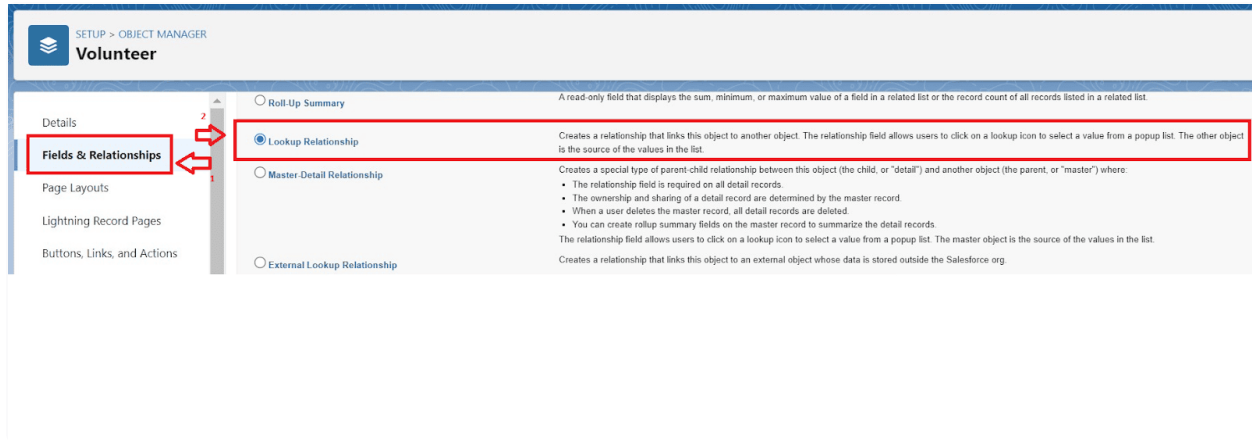 SETUP > OBJECT MANAGER
Volunteer
Details
Fields & Relationships
Page Layouts
Lightning Record Pages
Buttons, Links, and Actions
2
1
Roll-Up Summary
A read-only field that displays the sum, minimum, or maximum value of a field in a related list or the record count of all records listed in a related list.
Lookup Relationship
Creates a relationship that links this object to another object. The relationship field allows users to click on a lookup icon to select a value from a popup list. The other object
is the source of the values in the list.
Master-Detail Relationship
Creates a special type of parent-child relationship between this object (the child, or "detail") and another object (the parent, or "master") where:
• The relationship field is required on all detail records.
• The ownership and sharing of a detail record are determined by the master record.
• When a user deletes the master record, all detail records are deleted.
• You can create rollup summary fields on the master record to summarize the detail records.
The relationship field allows users to click on a lookup icon to select a value from a popup list. The master object is the source of the values in the list.
External Lookup Relationship
Creates a relationship that links this object to an external object whose data is stored outside the Salesforce org.